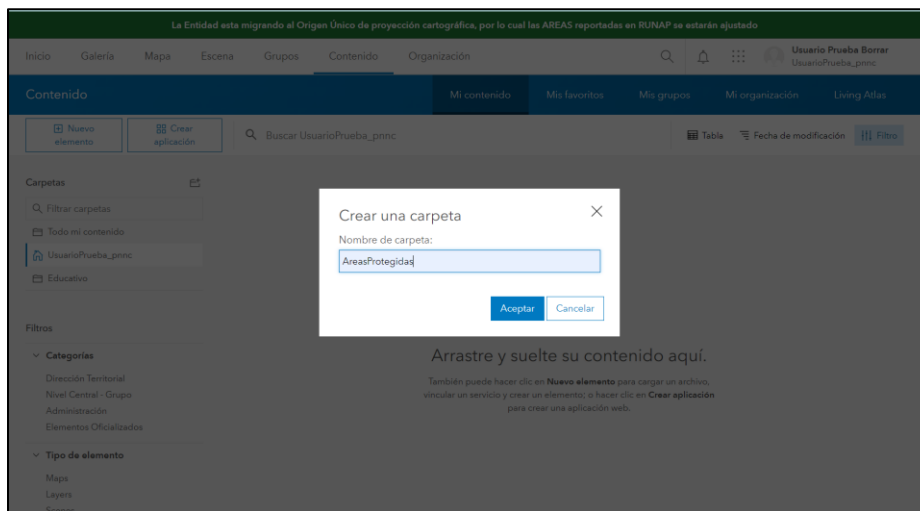 La Entidad esta migrando al Origen Único de proyección cartográfica, por lo cual las AREAS reportadas en RUNAP se estarán ajustado
Inicio Galería Mapa Escena Grupos Contenido Organización
Usuario Prueba Borrar
UsuarioPrueba_pnnc
Contenido Mi contenido Mis favoritos Mis grupos Mi organización Living Atlas
Nuevo elemento
Crear aplicación
Buscar UsuarioPrueba_pnnc
Tabla Fecha de modificación Filtro
Carpetas
Filtrar carpetas
Todo mi contenido
UsuarioPrueba_pnnc
Educativo
Crear una carpeta
Nombre de carpeta:
AreasProtegidas
Aceptar Cancelar
Filtros
Categorías
Dirección Territorial
Nivel Central - Grupo
Administración
Elementos Oficializados
Tipo de elemento
Maps
Layers
Scenes
Arrastre y suelte su contenido aquí.
También puede hacer clic en Nuevo elemento para cargar un archivo,
vincular un servicio y crear un elemento; o hacer clic en Crear aplicación
para crear una aplicación web.